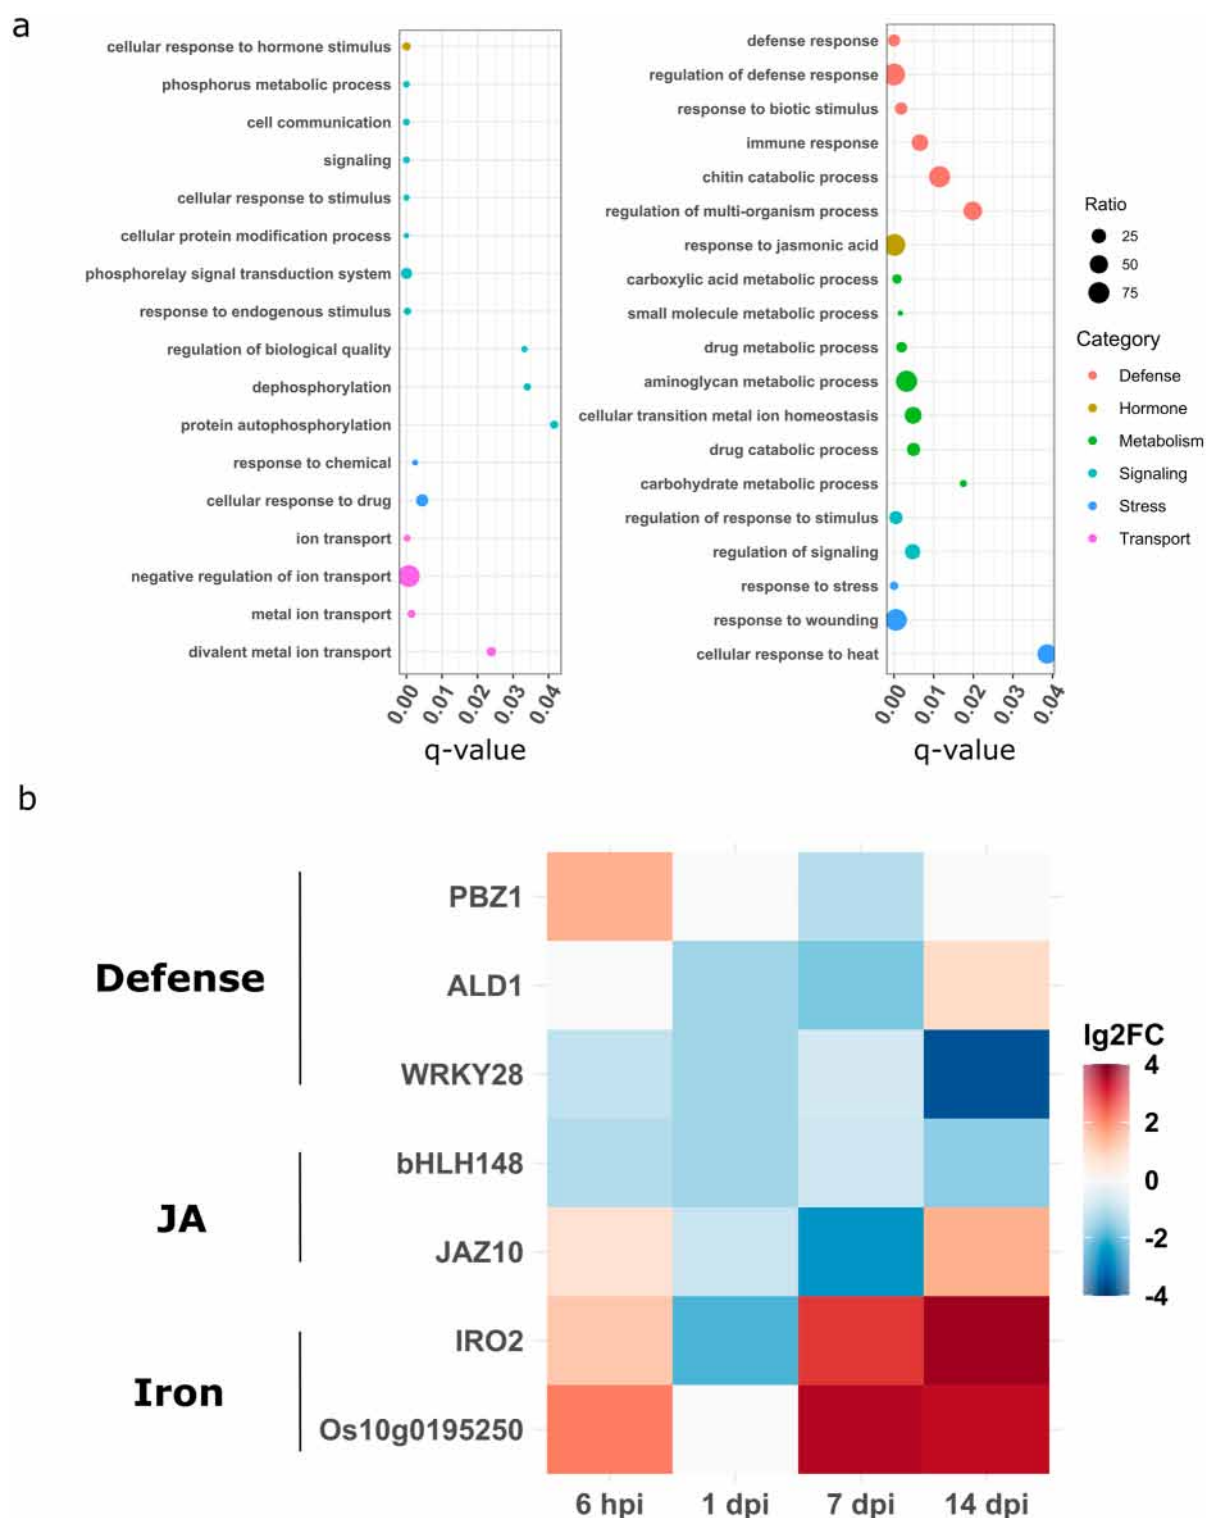 a
cellular response to hormone stimulus
phosphorus metabolic process
cell communication
signaling
cellular response to stimulus
cellular protein modification process
phosphorelay signal transduction system
response to endogenous stimulus
regulation of biological quality
dephosphorylation
protein autophosphorylation
response to chemical
cellular response to drug
ion transport
negative regulation of ion transport
metal ion transport
divalent metal ion transport
0.00 0.01 0.02 0.03 0.04
q-value
defense response
regulation of defense response
response to biotic stimulus
immune response
chitin catabolic process
regulation of multi-organism process
response to jasmonic acid
carboxylic acid metabolic process
small molecule metabolic process
drug metabolic process
aminoglycan metabolic process
cellular transition metal ion homeostasis
drug catabolic process
carbohydrate metabolic process
regulation of response to stimulus
regulation of signaling
response to stress
response to wounding
cellular response to heat
0.00 0.01 0.02 0.03 0.04
q-value
Ratio
25
50
75
Category
Defense
Hormone
Metabolism
Signaling
Stress
Transport
b
Defense
JA
Iron
PBZ1
ALD1
WRKY28
bHLH148
JAZ10
IRO2
Os10g0195250
6 hpi 1 dpi 7 dpi 14 dpi
lg2FC
4
2
0
-2
-4